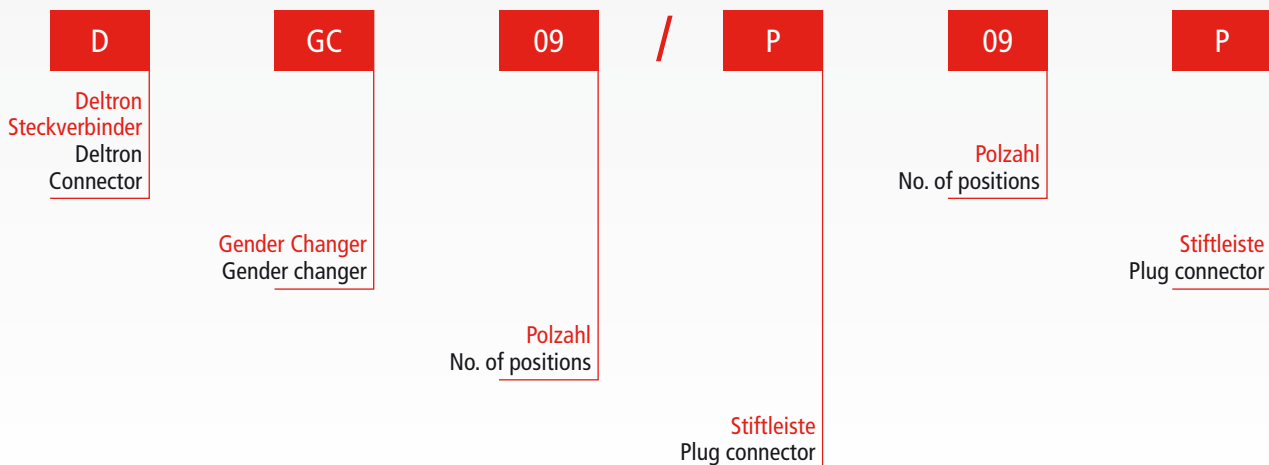 D GC 09 / P 09 P
Deltron
Steckverbinder
Deltron
Connector
Gender Changer
Gender changer
Polzahl
No. of positions
Stiftleiste
Plug connector
Polzahl
No. of positions
Stiftleiste
Plug connector